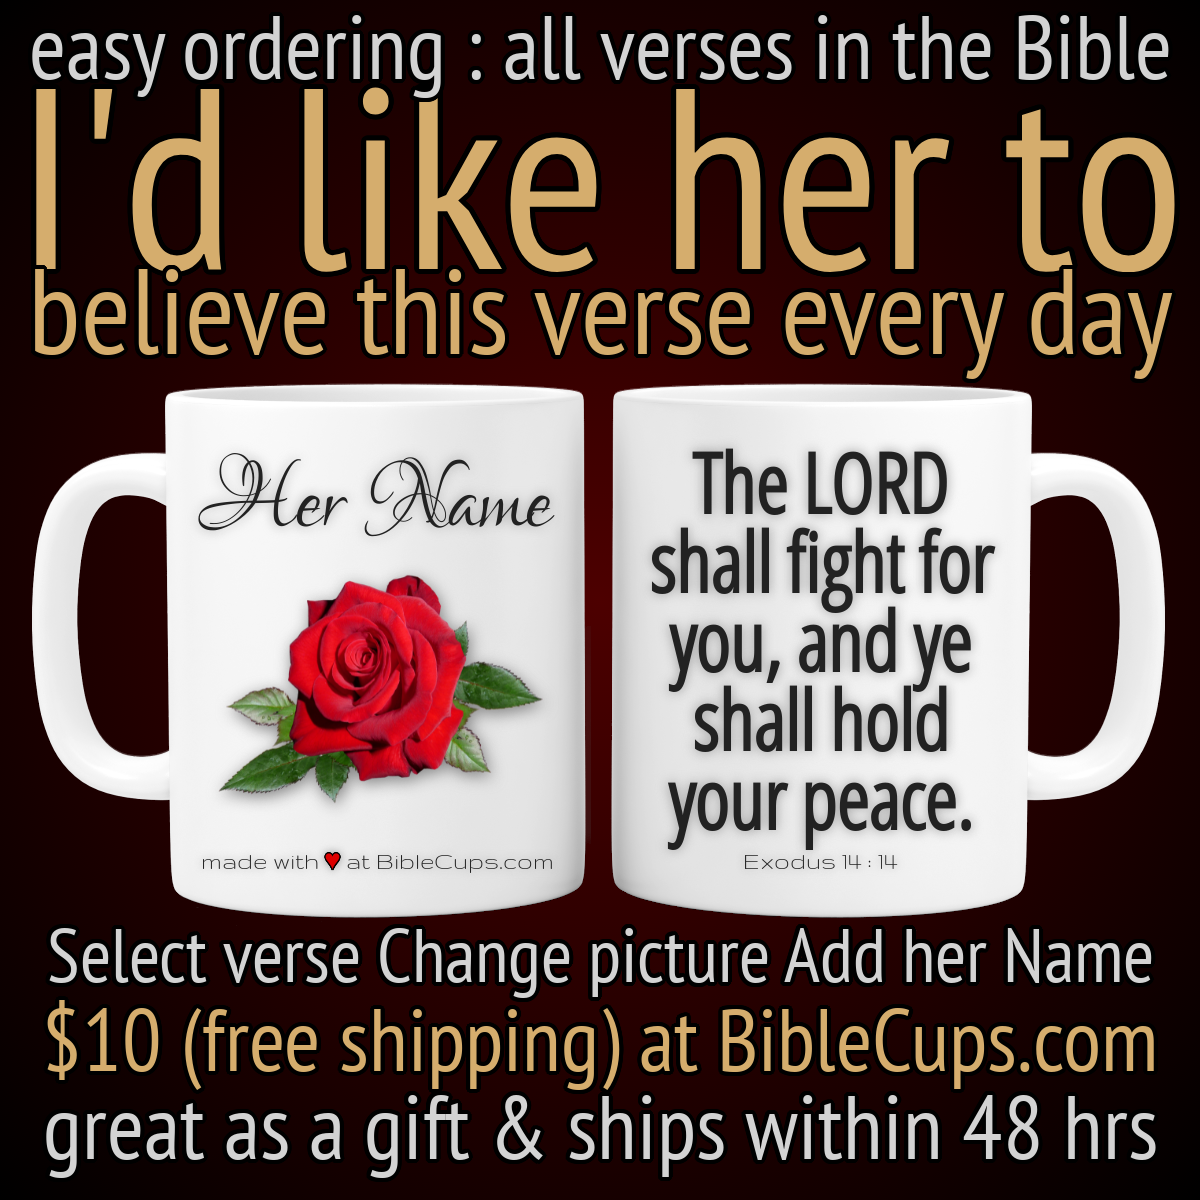 easy ordering : all verses in the Bible
I'd like her to
believe this verse every day
Her Name
made with ♥ at BibleCups.com
The LORD
shall fight for
you, and ye
shall hold
your peace.
Exodus 14 : 14
Select verse Change picture Add her Name
$10 (free shipping) at BibleCups.com
great as a gift & ships within 48 hrs